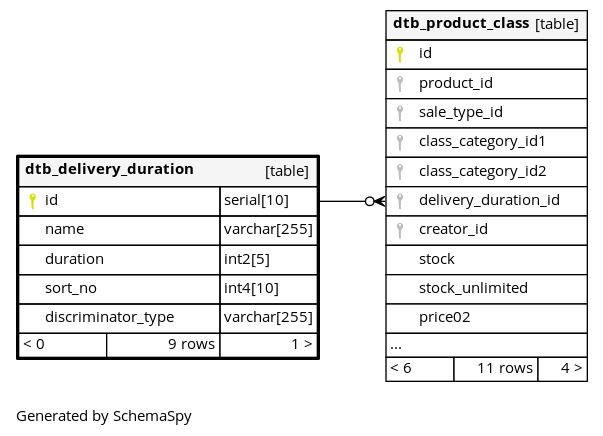 dtb_product_class [table]
id
product_id
sale_type_id
class_category_id1
class_category_id2
delivery_duration_id
creator_id
stock
stock_unlimited
price02
...
< 6 11 rows 4 >
dtb_delivery_duration [table]
id serial[10]
name varchar[255]
duration int2[5]
sort_no int4[10]
discriminator_type varchar[255]
< 0 9 rows 1 >
Generated by SchemaSpy